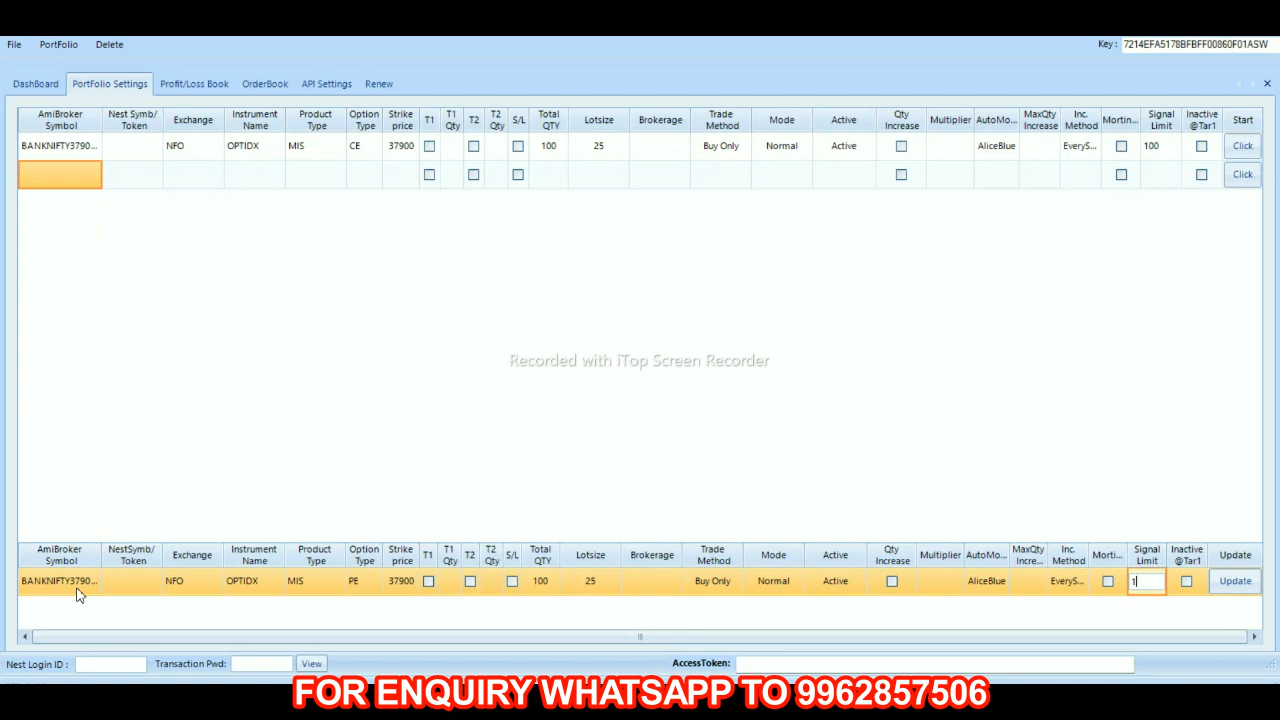 File PortFolio Delete Key : 7214EFA5178BFBFF00860F01ASW
DashBoard PortFolio Settings Profit/Loss Book OrderBook API Settings Renew
AmiBroker Symbol Nest Symb/ Token Exchange Instrument Name Product Type Option Type Strike price T1 T1 Qty T2 T2 Qty S/L Total QTY Lotsize Brokerage Trade Method Mode Active Qty Increase Multiplier AutoMo... MaxQty Increase Inc. Method Mortin... Signal Limit Inactive @Tar1 Start
BANKNIFTY3790... NFO OPTIDX MIS CE 37900 100 25 Buy Only Normal Active AliceBlue EveryS... 100 Click
Click
Recorded with iTop Screen Recorder
AmiBroker Symbol NestSymb/ Token Exchange Instrument Name Product Type Option Type Strike price T1 T1 Qty T2 T2 Qty S/L Total QTY Lotsize Brokerage Trade Method Mode Active Qty Increase Multiplier AutoMo... MaxQty Incre... Inc. Method Morti... Signal Limit Inactive @Tar1 Update
BANKNIFTY3790... NFO OPTIDX MIS PE 37900 100 25 Buy Only Normal Active AliceBlue EveryS... 1 Update
Nest Login ID : Transaction Pwd: View AccessToken:
FOR ENQUIRY WHATSAPP TO 9962857506